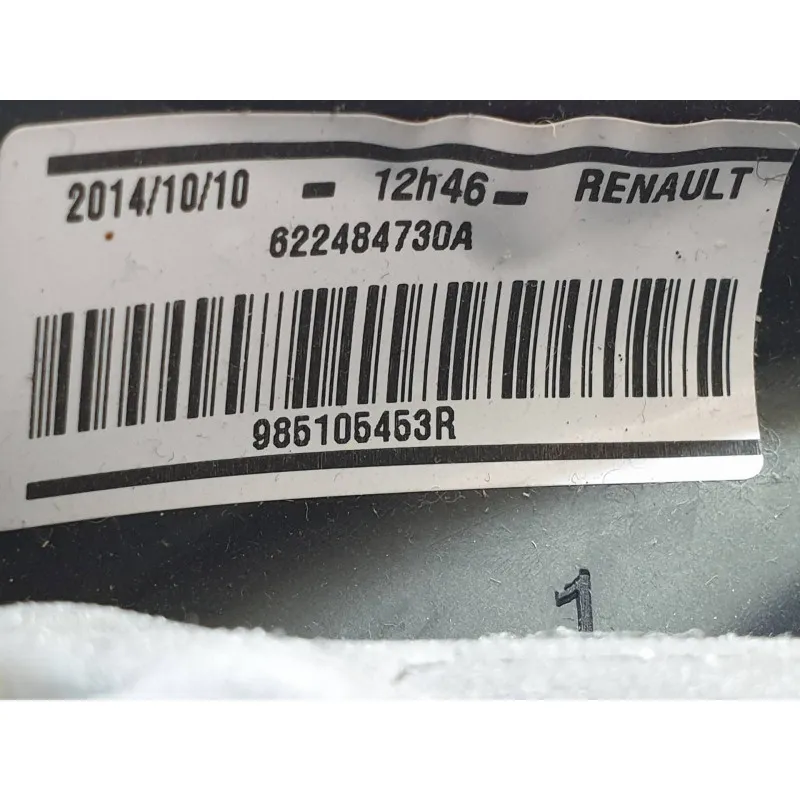 2014/10/10 - 12h46 - RENAULT
622484730A
985105453R
1